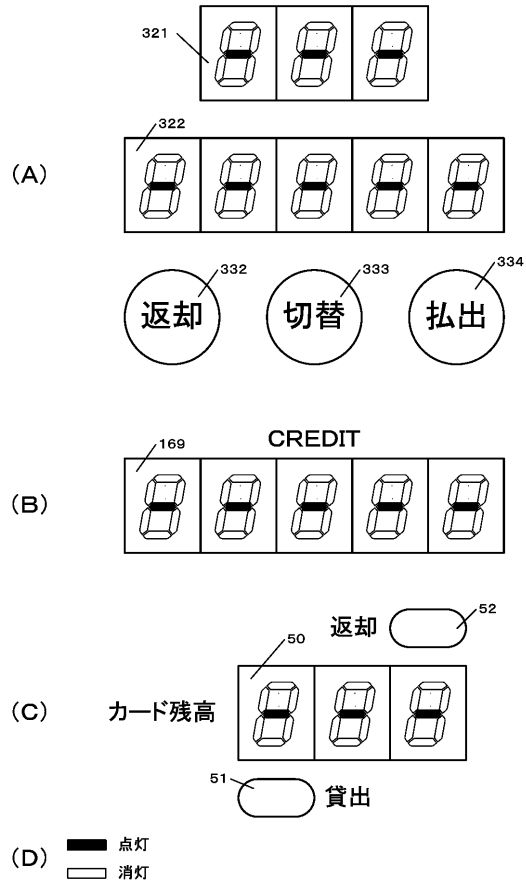 321
322
(A)
332
333
334
返却
切替
払出
CREDIT
169
(B)
返却
52
50
(C)
カード残高
51
貸出
(D)
点灯
消灯